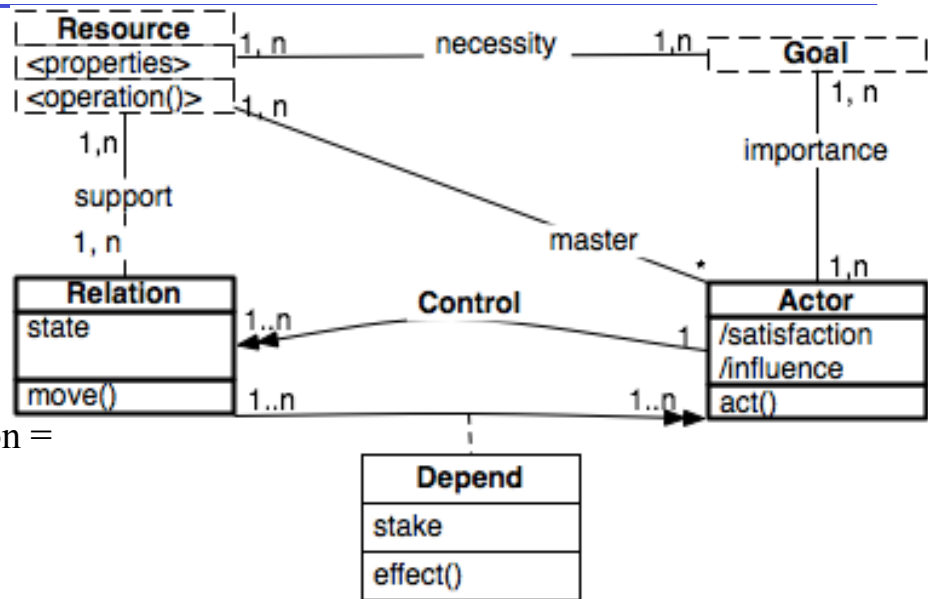 Resource
<properties>
<operation()>
1, n
necessity
1,n
Goal
1, n
1, n
importance
1,n
support
1, n
master
*
1,n
Relation
state
move()
Control
1..n
1
Actor
/satisfaction
/influence
act()
1..n
1..n
n =
Depend
stake
effect()